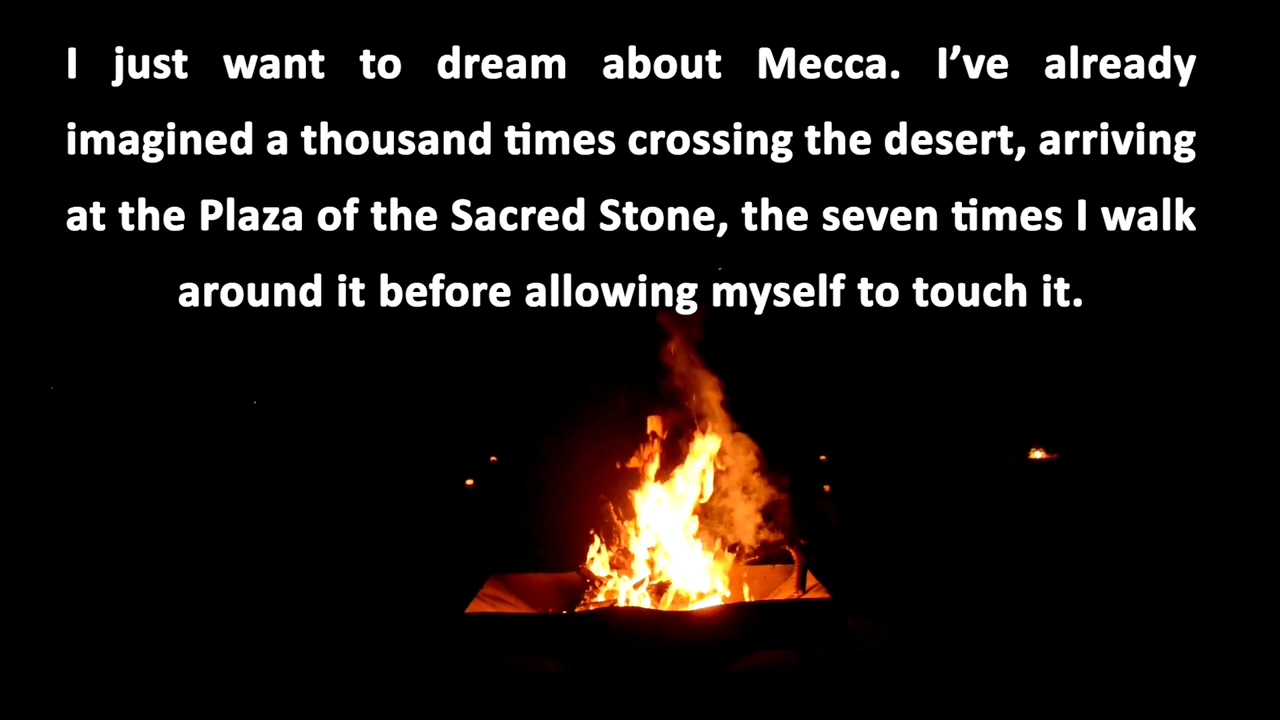 I just want to dream about Mecca. I’ve already
imagined a thousand times crossing the desert, arriving
at the Plaza of the Sacred Stone, the seven times I walk
around it before allowing myself to touch it.